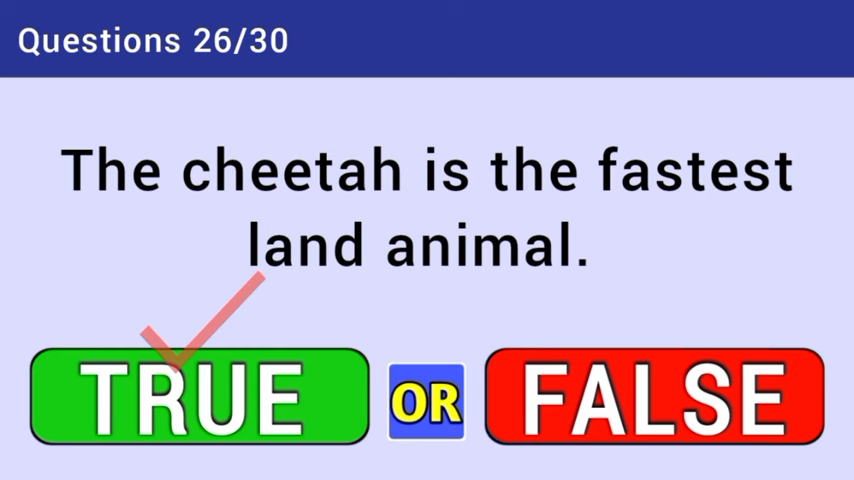 Questions 26/30
The cheetah is the fastest
land animal.
TRUE OR FALSE